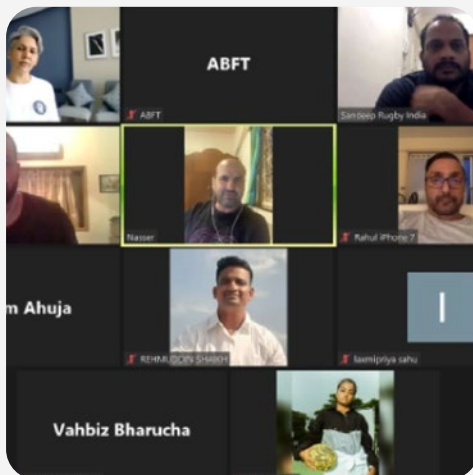 ABFT
ABFT
Sandeep Rugby India
Nasser
Rahul iPhone 7
m Ahuja
REHMUDDIN SHAIKH
I
laxmipriya sahu
Vahbiz Bharucha